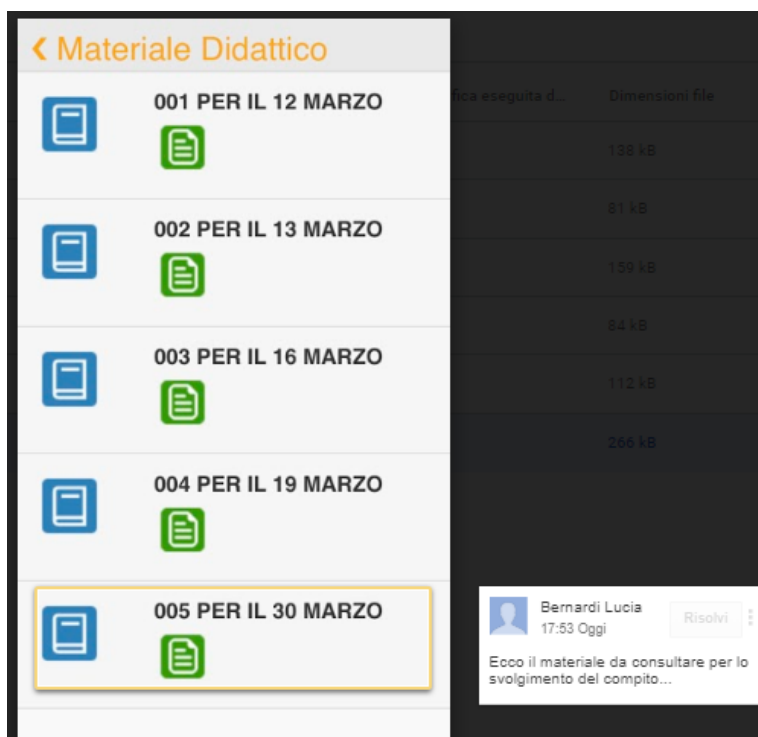 Materiale Didattico
001 PER IL 12 MARZO
002 PER IL 13 MARZO
003 PER IL 16 MARZO
004 PER IL 19 MARZO
005 PER IL 30 MARZO
fica eseguita d... Dimensioni file
138 kB
81 kB
159 kB
84 kB
112 kB
266 kB
Bernardi Lucia
17:53 Oggi
Risolvi
Ecco il materiale da consultare per lo
svolgimento del compito...